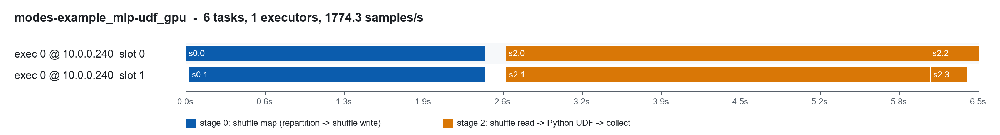 modes-example_mlp-udf_gpu - 6 tasks, 1 executors, 1774.3 samples/s
exec 0 @ 10.0.0.240 slot 0
s0.0
s2.0
s2.2
exec 0 @ 10.0.0.240 slot 1
s0.1
s2.1
s2.3
0.0s 0.6s 1.3s 1.9s 2.6s 3.2s 3.9s 4.5s 5.2s 5.8s 6.5s
stage 0: shuffle map (repartition -> shuffle write)
stage 2: shuffle read -> Python UDF -> collect